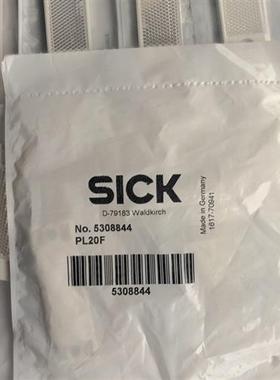 SICK
D-79183 Waldkirch
No. 5308844
PL20F
5308844
Made in Germany
1617-70941